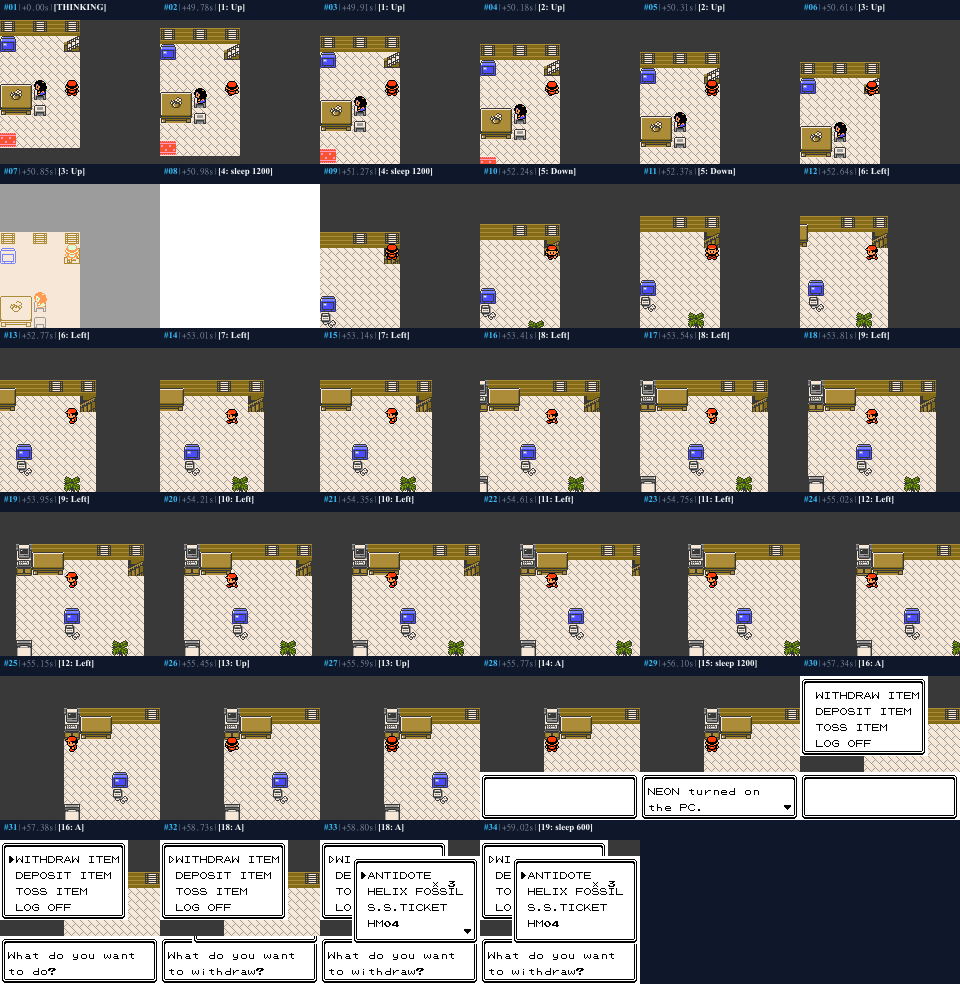 #01|+0.00s|[THINKING]
#02|+49.78s|[1: Up]
#03|+49.91s|[1: Up]
#04|+50.18s|[2: Up]
#05|+50.31s|[2: Up]
#06|+50.61s|[3: Up]
#07|+50.85s|[3: Up]
#08|+50.98s|[4: sleep 1200]
#09|+51.27s|[4: sleep 1200]
#10|+52.24s|[5: Down]
#11|+52.37s|[5: Down]
#12|+52.64s|[6: Left]
#13|+52.77s|[6: Left]
#14|+53.01s|[7: Left]
#15|+53.14s|[7: Left]
#16|+53.41s|[8: Left]
#17|+53.54s|[8: Left]
#18|+53.81s|[9: Left]
#19|+53.95s|[9: Left]
#20|+54.21s|[10: Left]
#21|+54.35s|[10: Left]
#22|+54.61s|[11: Left]
#23|+54.75s|[11: Left]
#24|+55.02s|[12: Left]
#25|+55.15s|[12: Left]
#26|+55.45s|[13: Up]
#27|+55.59s|[13: Up]
#28|+55.77s|[14: A]
#29|+56.10s|[15: sleep 1200]
#30|+57.34s|[16: A]
NEON turned on
the PC.
WITHDRAW ITEM
DEPOSIT ITEM
TOSS ITEM
LOG OFF
#31|+57.38s|[16: A]
#32|+58.73s|[18: A]
#33|+58.80s|[18: A]
#34|+59.02s|[19: sleep 600]
WITHDRAW ITEM
DEPOSIT ITEM
TOSS ITEM
LOG OFF
What do you want
to do?
WITHDRAW ITEM
DEPOSIT ITEM
TOSS ITEM
LOG OFF
What do you want
to withdraw?
WI
DE
TO
LO
ANTIDOTE
× 3
HELIX FOSSIL
S.S.TICKET
HM04
What do you want
to withdraw?
WI
DE
TO
LO
ANTIDOTE
× 3
HELIX FOSSIL
S.S.TICKET
HM04
What do you want
to withdraw?